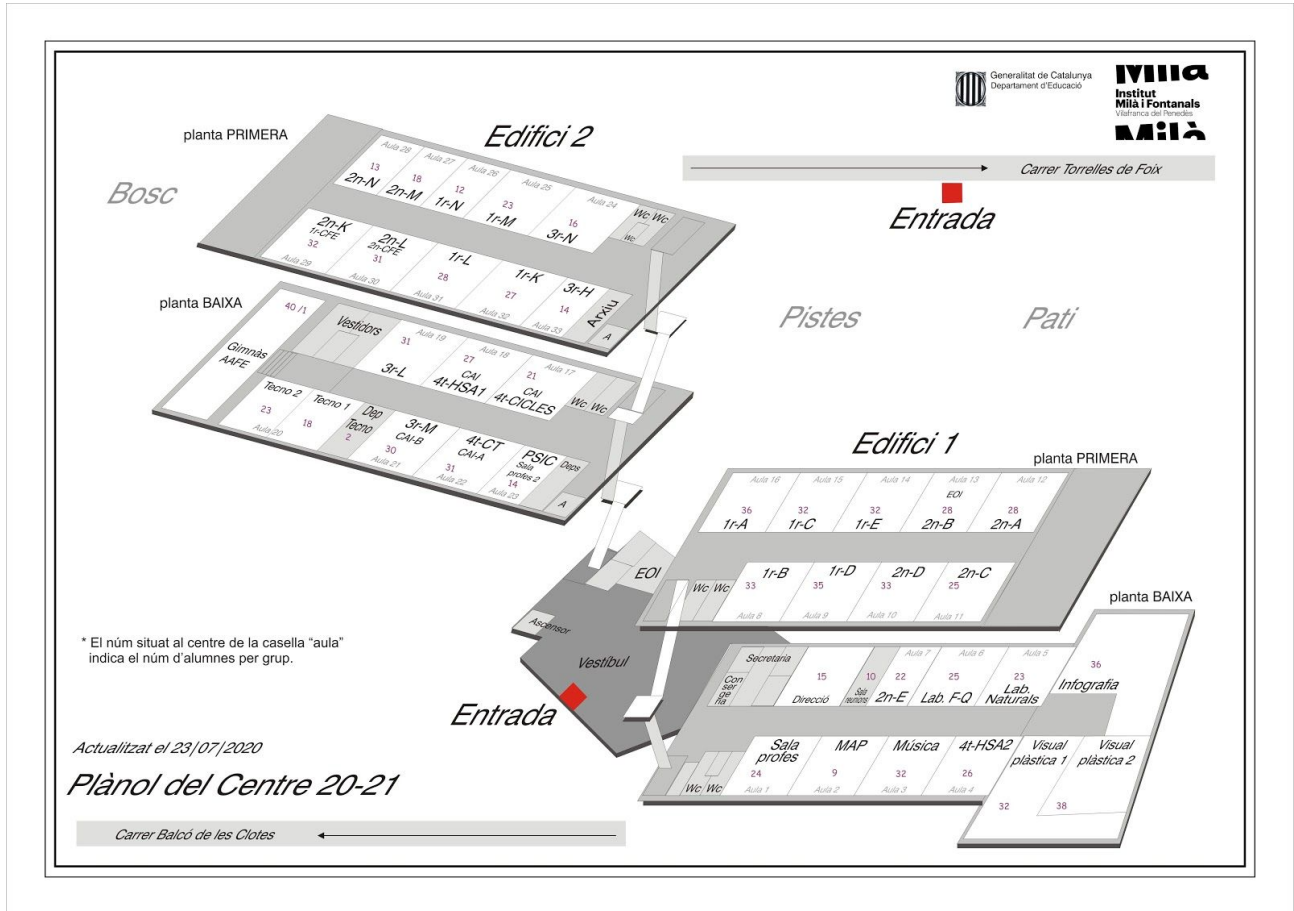 Generalitat de Catalunya
Departament d'Educació
Milà
Institut
Milà i Fontanals
Vilafranca del Penedès
Milà
Carrer Torrelles de Foix
Entrada
Bosc
Pistes
Pati
Edifici 2
planta PRIMERA
Aula 28
13
2n-N
Aula 27
18
2n-M
Aula 26
12
1r-N
Aula 25
23
1r-M
Aula 24
16
3r-N
Wc Wc
Wc
2n-K
1r-CFE
32
Aula 29
2n-L
2n-CFE
31
Aula 30
1r-L
28
Aula 31
1r-K
27
Aula 32
3r-H
14
Aula 33
Arxiu
A
planta BAIXA
40 /1
Gimnàs
AAFE
Vestidors
Aula 19
31
3r-L
Aula 18
27
CAI
4t-HSA1
Aula 17
21
CAI
4t-CICLES
Wc Wc
Tecno 2
23
Aula 20
Tecno 1
18
Dep
Tecno
2
3r-M
CAI-B
30
Aula 21
4t-CT
CAI-A
31
Aula 22
PSIC
Sala
profes 2
14
Aula 23
Deps
A
Edifici 1
planta PRIMERA
Aula 16
36
1r-A
Aula 15
32
1r-C
Aula 14
32
1r-E
Aula 13
EOI
28
2n-B
Aula 12
28
2n-A
Wc Wc
1r-B
33
Aula 8
1r-D
35
Aula 9
2n-D
33
Aula 10
2n-C
25
Aula 11
EOI
Ascensor
Vestíbul
Entrada
planta BAIXA
Con
ser
ge
ria
Secretaria
15
Direcció
10
Sala
reunions
Aula 7
22
2n-E
Aula 6
25
Lab. F-Q
Aula 5
23
Lab.
Naturals
36
Infografia
Wc Wc
Sala
profes
24
Aula 1
MAP
9
Aula 2
Música
32
Aula 3
4t-HSA2
26
Aula 4
Visual
plàstica 1
32
Visual
plàstica 2
38
* El núm situat al centre de la casella "aula"
indica el núm d'alumnes per grup.
Actualitzat el 23/07/2020
Plànol del Centre 20-21
Carrer Balcó de les Clotes